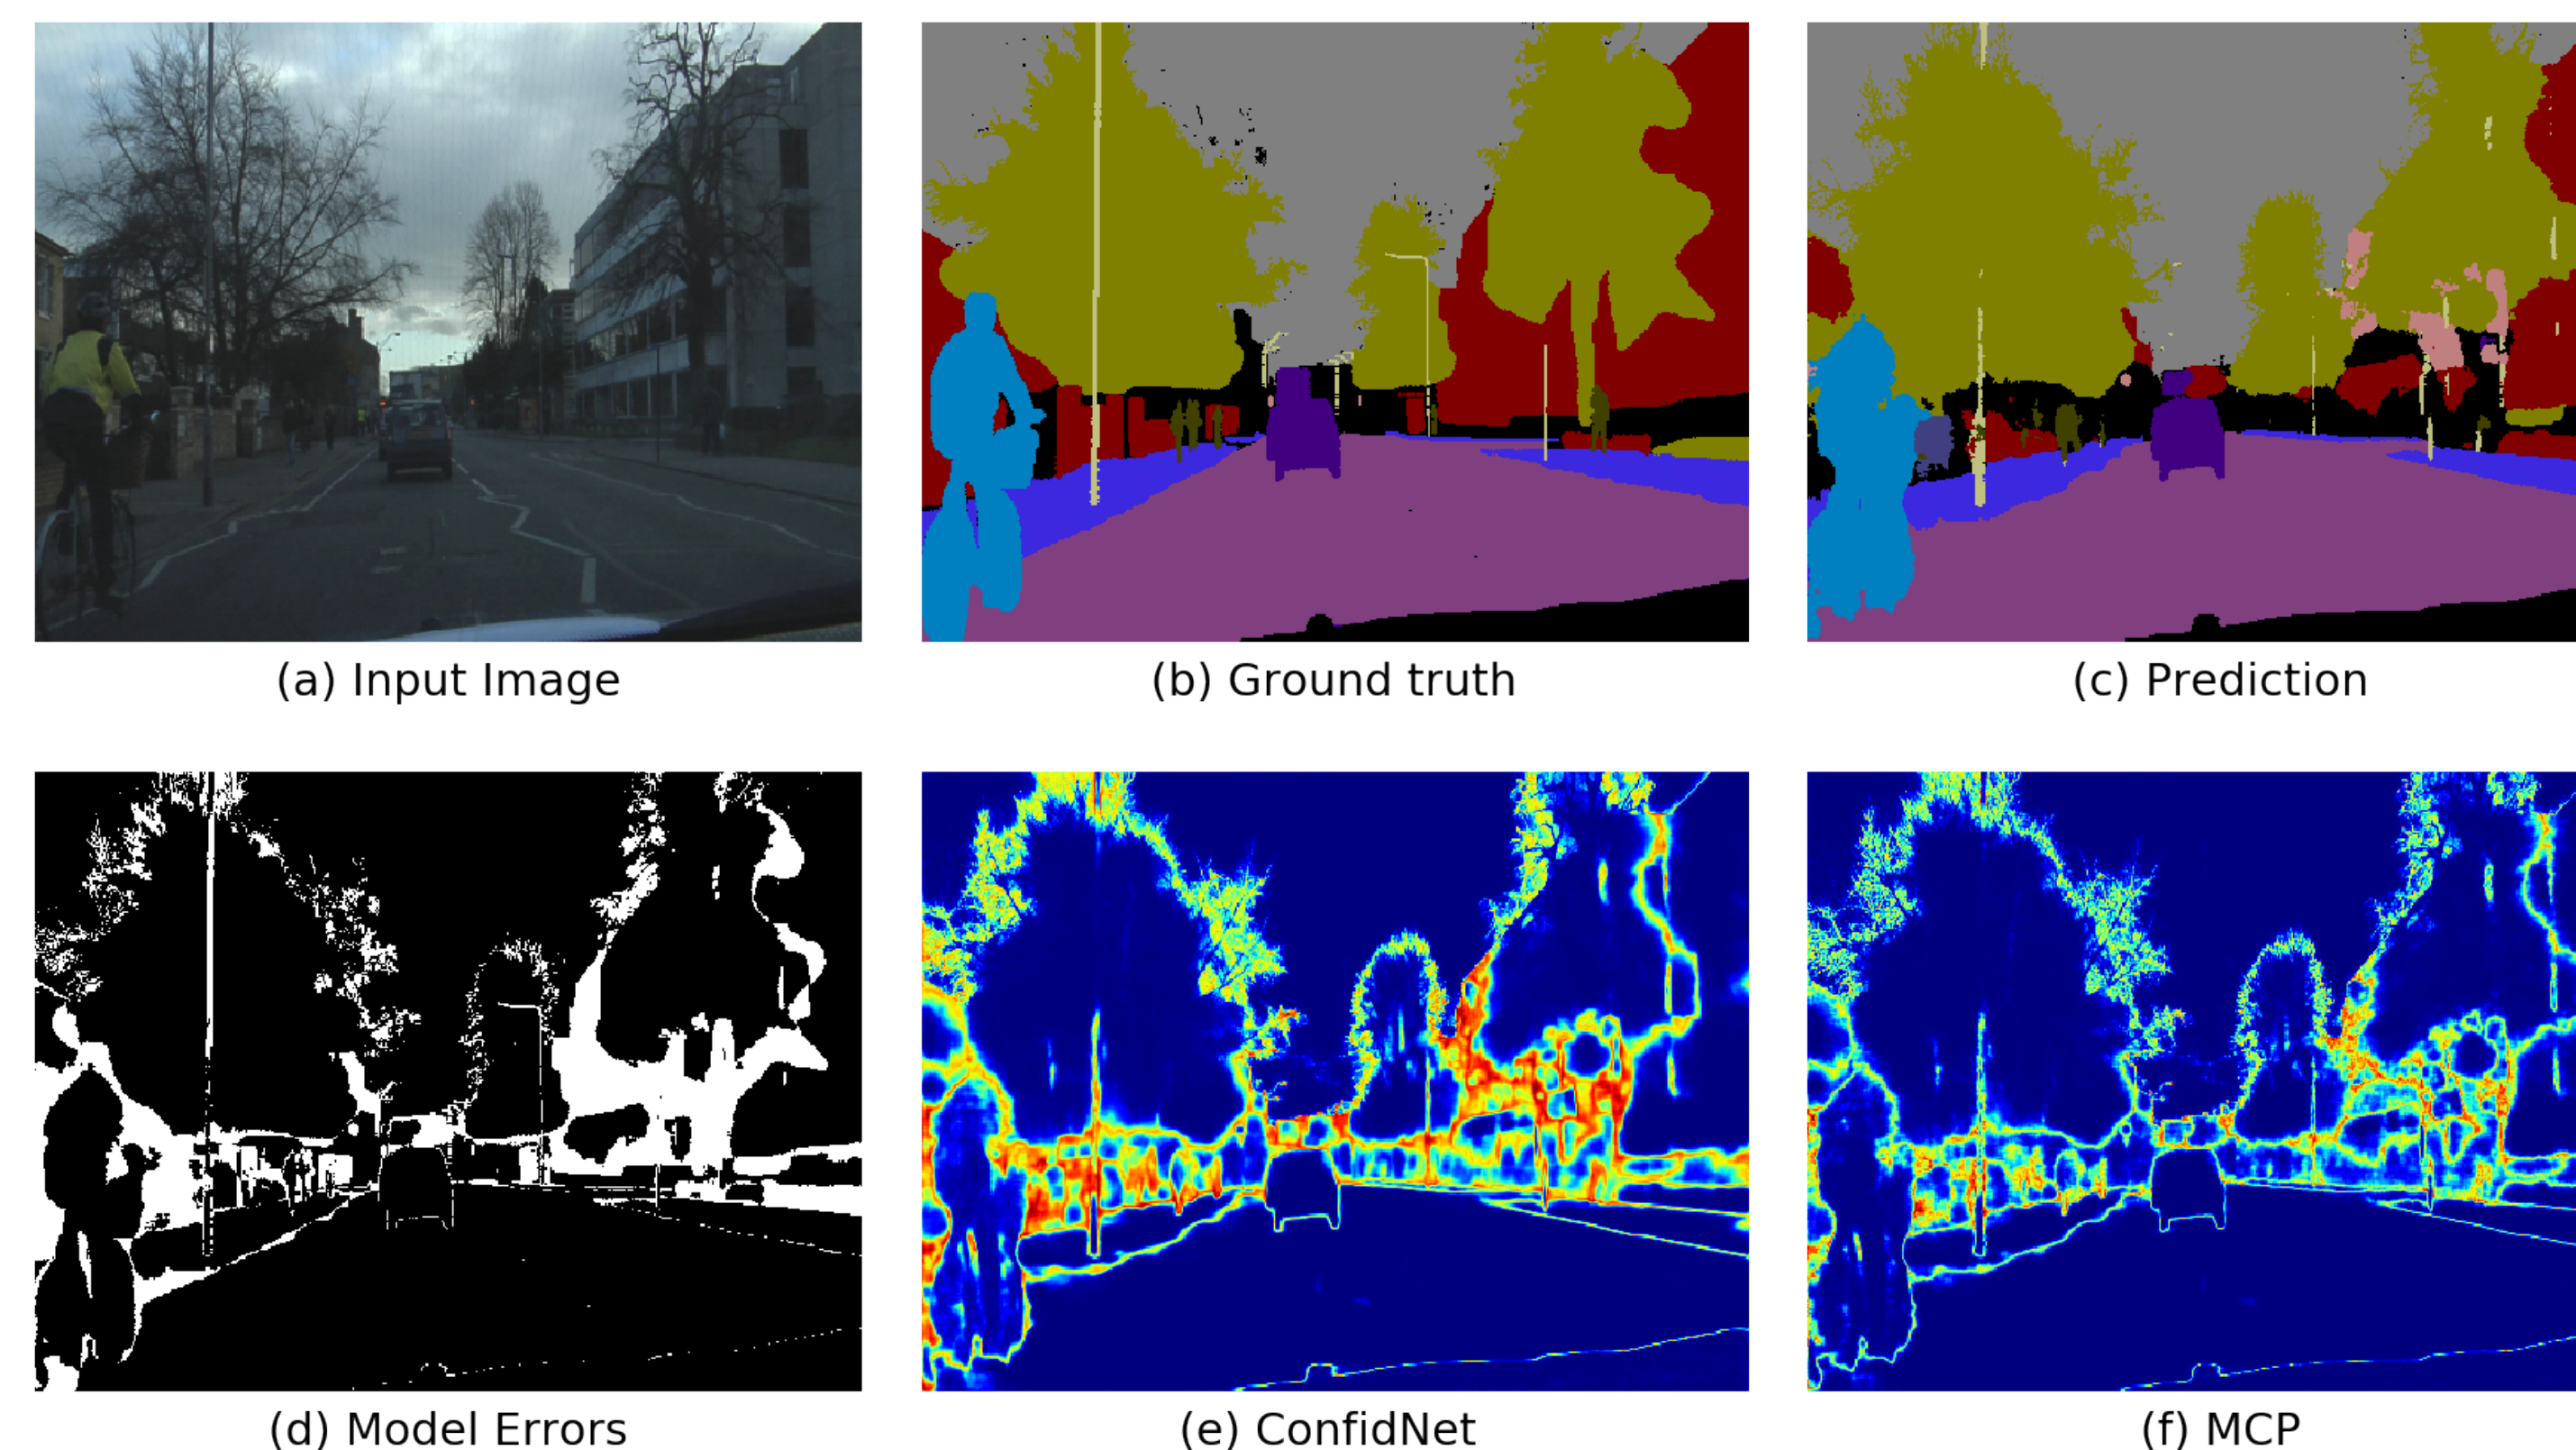 (a) Input Image
(b) Ground truth
(c) Prediction
(d) Model Errors
(e) ConfidNet
(f) MCP